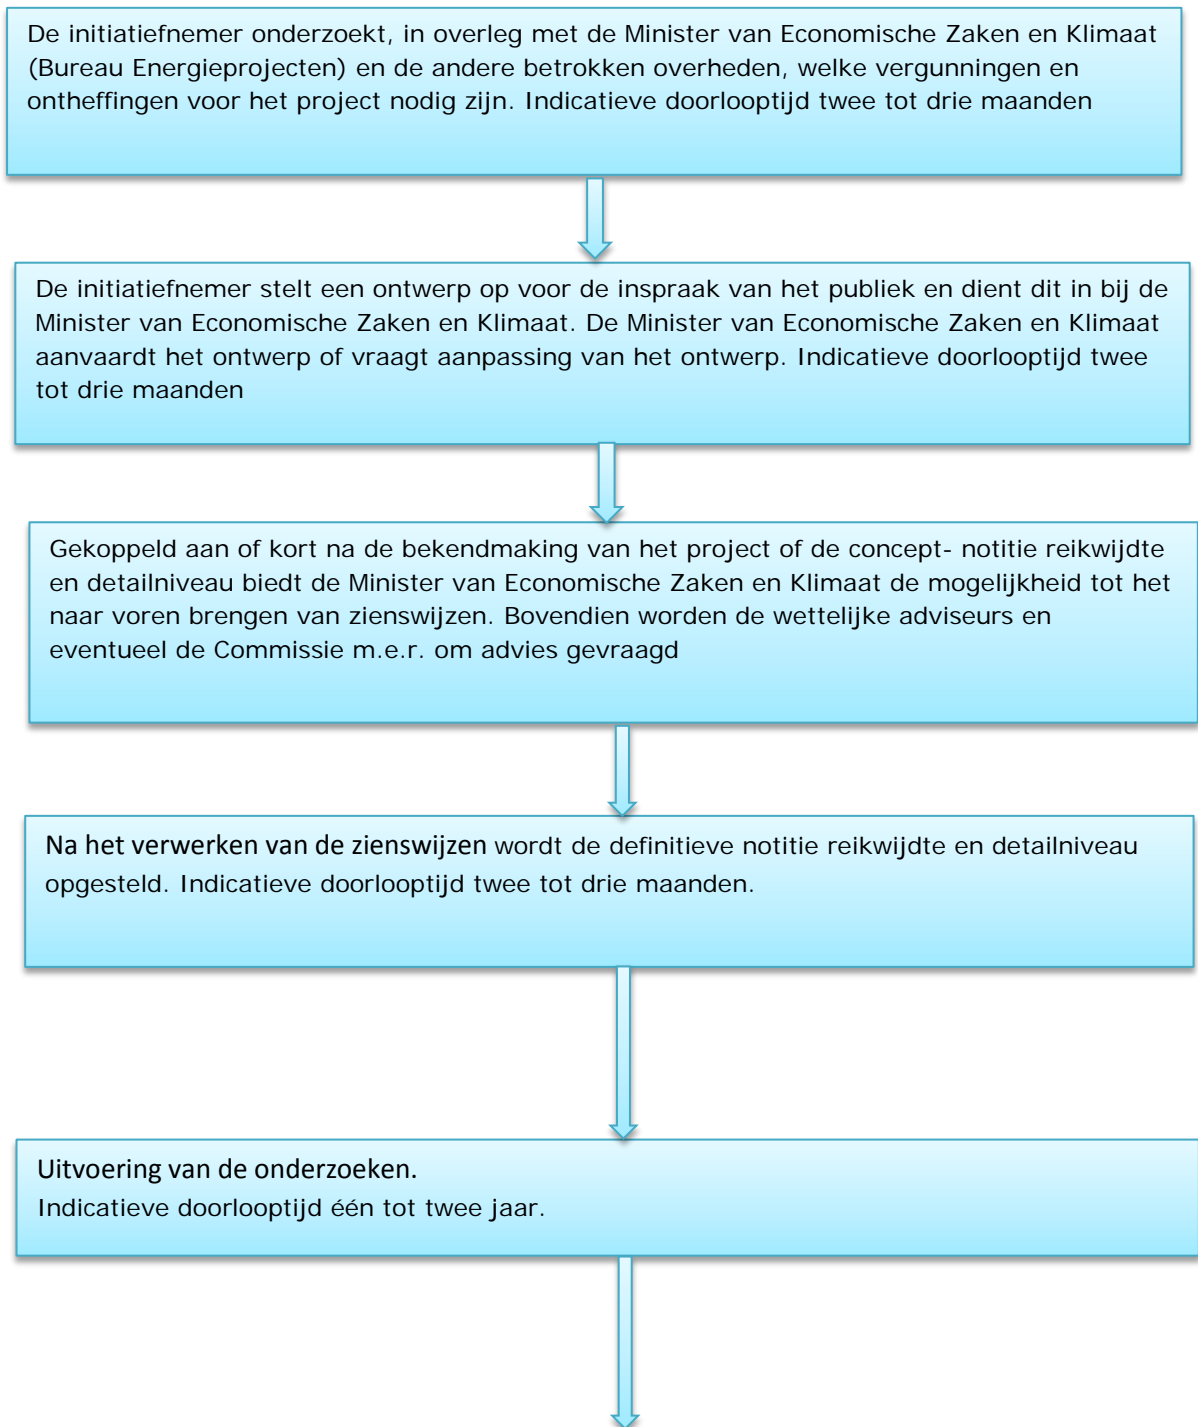 De initiatiefnemer onderzoekt, in overleg met de Minister van Economische Zaken en Klimaat
(Bureau Energieprojecten) en de andere betrokken overheden, welke vergunningen en
ontheffingen voor het project nodig zijn. Indicatieve doorlooptijd twee tot drie maanden
De initiatiefnemer stelt een ontwerp op voor de inspraak van het publiek en dient dit in bij de
Minister van Economische Zaken en Klimaat. De Minister van Economische Zaken en Klimaat
aanvaardt het ontwerp of vraagt aanpassing van het ontwerp. Indicatieve doorlooptijd twee
tot drie maanden
Gekoppeld aan of kort na de bekendmaking van het project of de concept- notitie reikwijdte
en detailniveau biedt de Minister van Economische Zaken en Klimaat de mogelijkheid tot het
naar voren brengen van zienswijzen. Bovendien worden de wettelijke adviseurs en
eventueel de Commissie m.e.r. om advies gevraagd
Na het verwerken van de zienswijzen wordt de definitieve notitie reikwijdte en detailniveau
opgesteld. Indicatieve doorlooptijd twee tot drie maanden.
Uitvoering van de onderzoeken.
Indicatieve doorlooptijd één tot twee jaar.